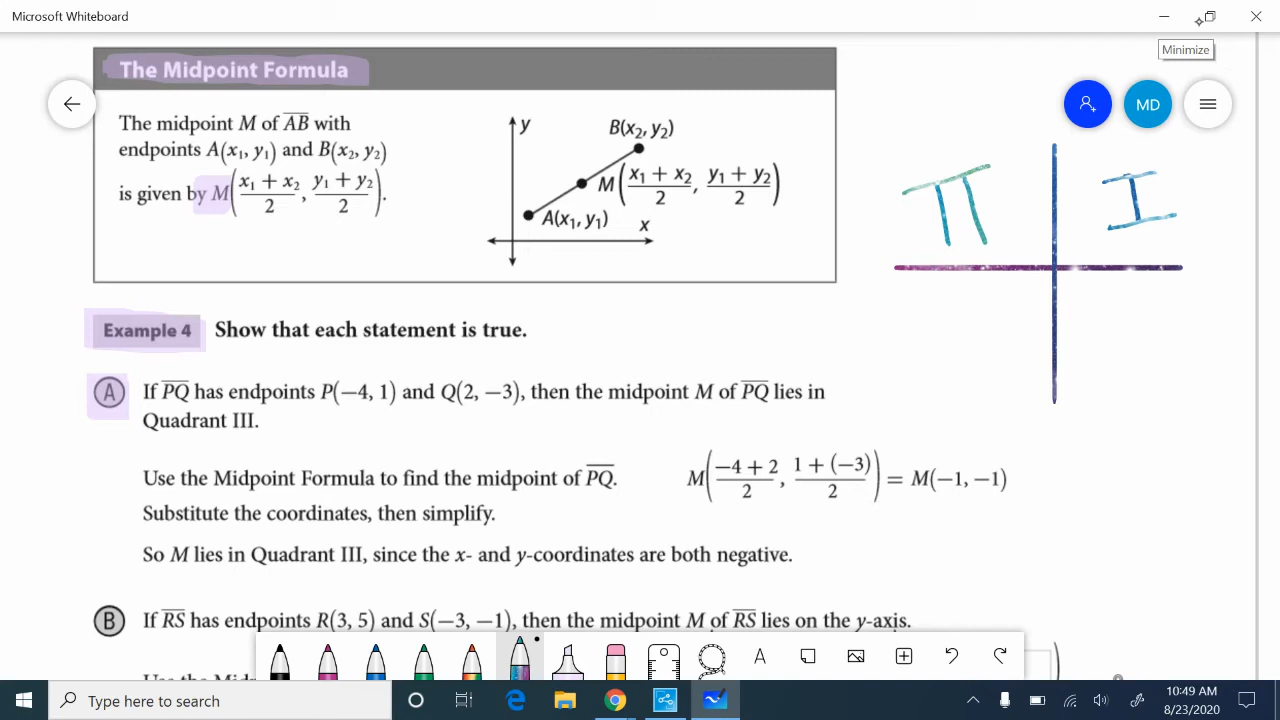 Microsoft Whiteboard
Minimize
The Midpoint Formula
MD
The midpoint M of AB with
endpoints A(x₁, y₁) and B(x₂, y₂)
is given by M((x₁ + x₂)/2, (y₁ + y₂)/2).
y
B(x₂, y₂)
M((x₁ + x₂)/2, (y₁ + y₂)/2)
A(x₁, y₁)
x
II I
Example 4 Show that each statement is true.
A If PQ has endpoints P(−4, 1) and Q(2, −3), then the midpoint M of PQ lies in
Quadrant III.
Use the Midpoint Formula to find the midpoint of PQ. M((−4 + 2)/2, (1 + (−3))/2) = M(−1, −1)
Substitute the coordinates, then simplify.
So M lies in Quadrant III, since the x- and y-coordinates are both negative.
B If RS has endpoints R(3, 5) and S(−3, −1), then the midpoint M of RS lies on the y-axis.
Type here to search
10:49 AM
8/23/2020